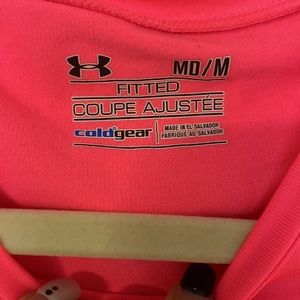 MD/M
FITTED
COUPE AJUSTÉE
coldgear
MADE IN EL SALVADOR
FABRIQUÉ AU SALVADOR